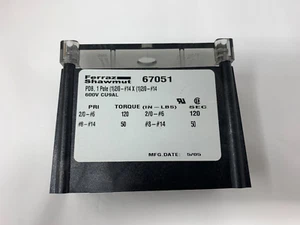 Ferraz Shawmut 67051
PDB, 1 Pole (1)2/0-#14 X (1)2/0-#14
600V CU9AL
PRI TORQUE (IN-LBS) SEC
2/0-#6 120 2/0-#6 120
#8-#14 50 #8-#14 50
MFG.DATE: 5/05